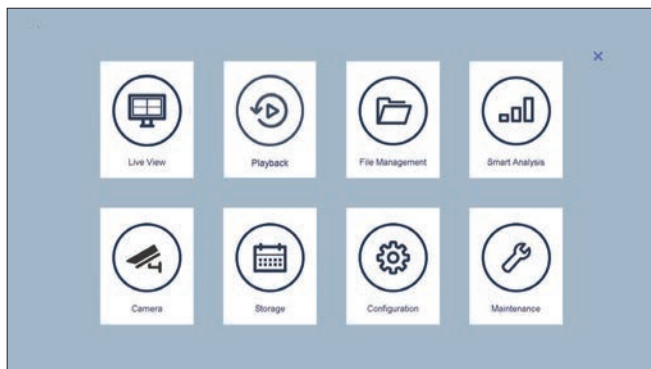 Live View
Playback
File Management
Smart Analysis
Camera
Storage
Configuration
Maintenance